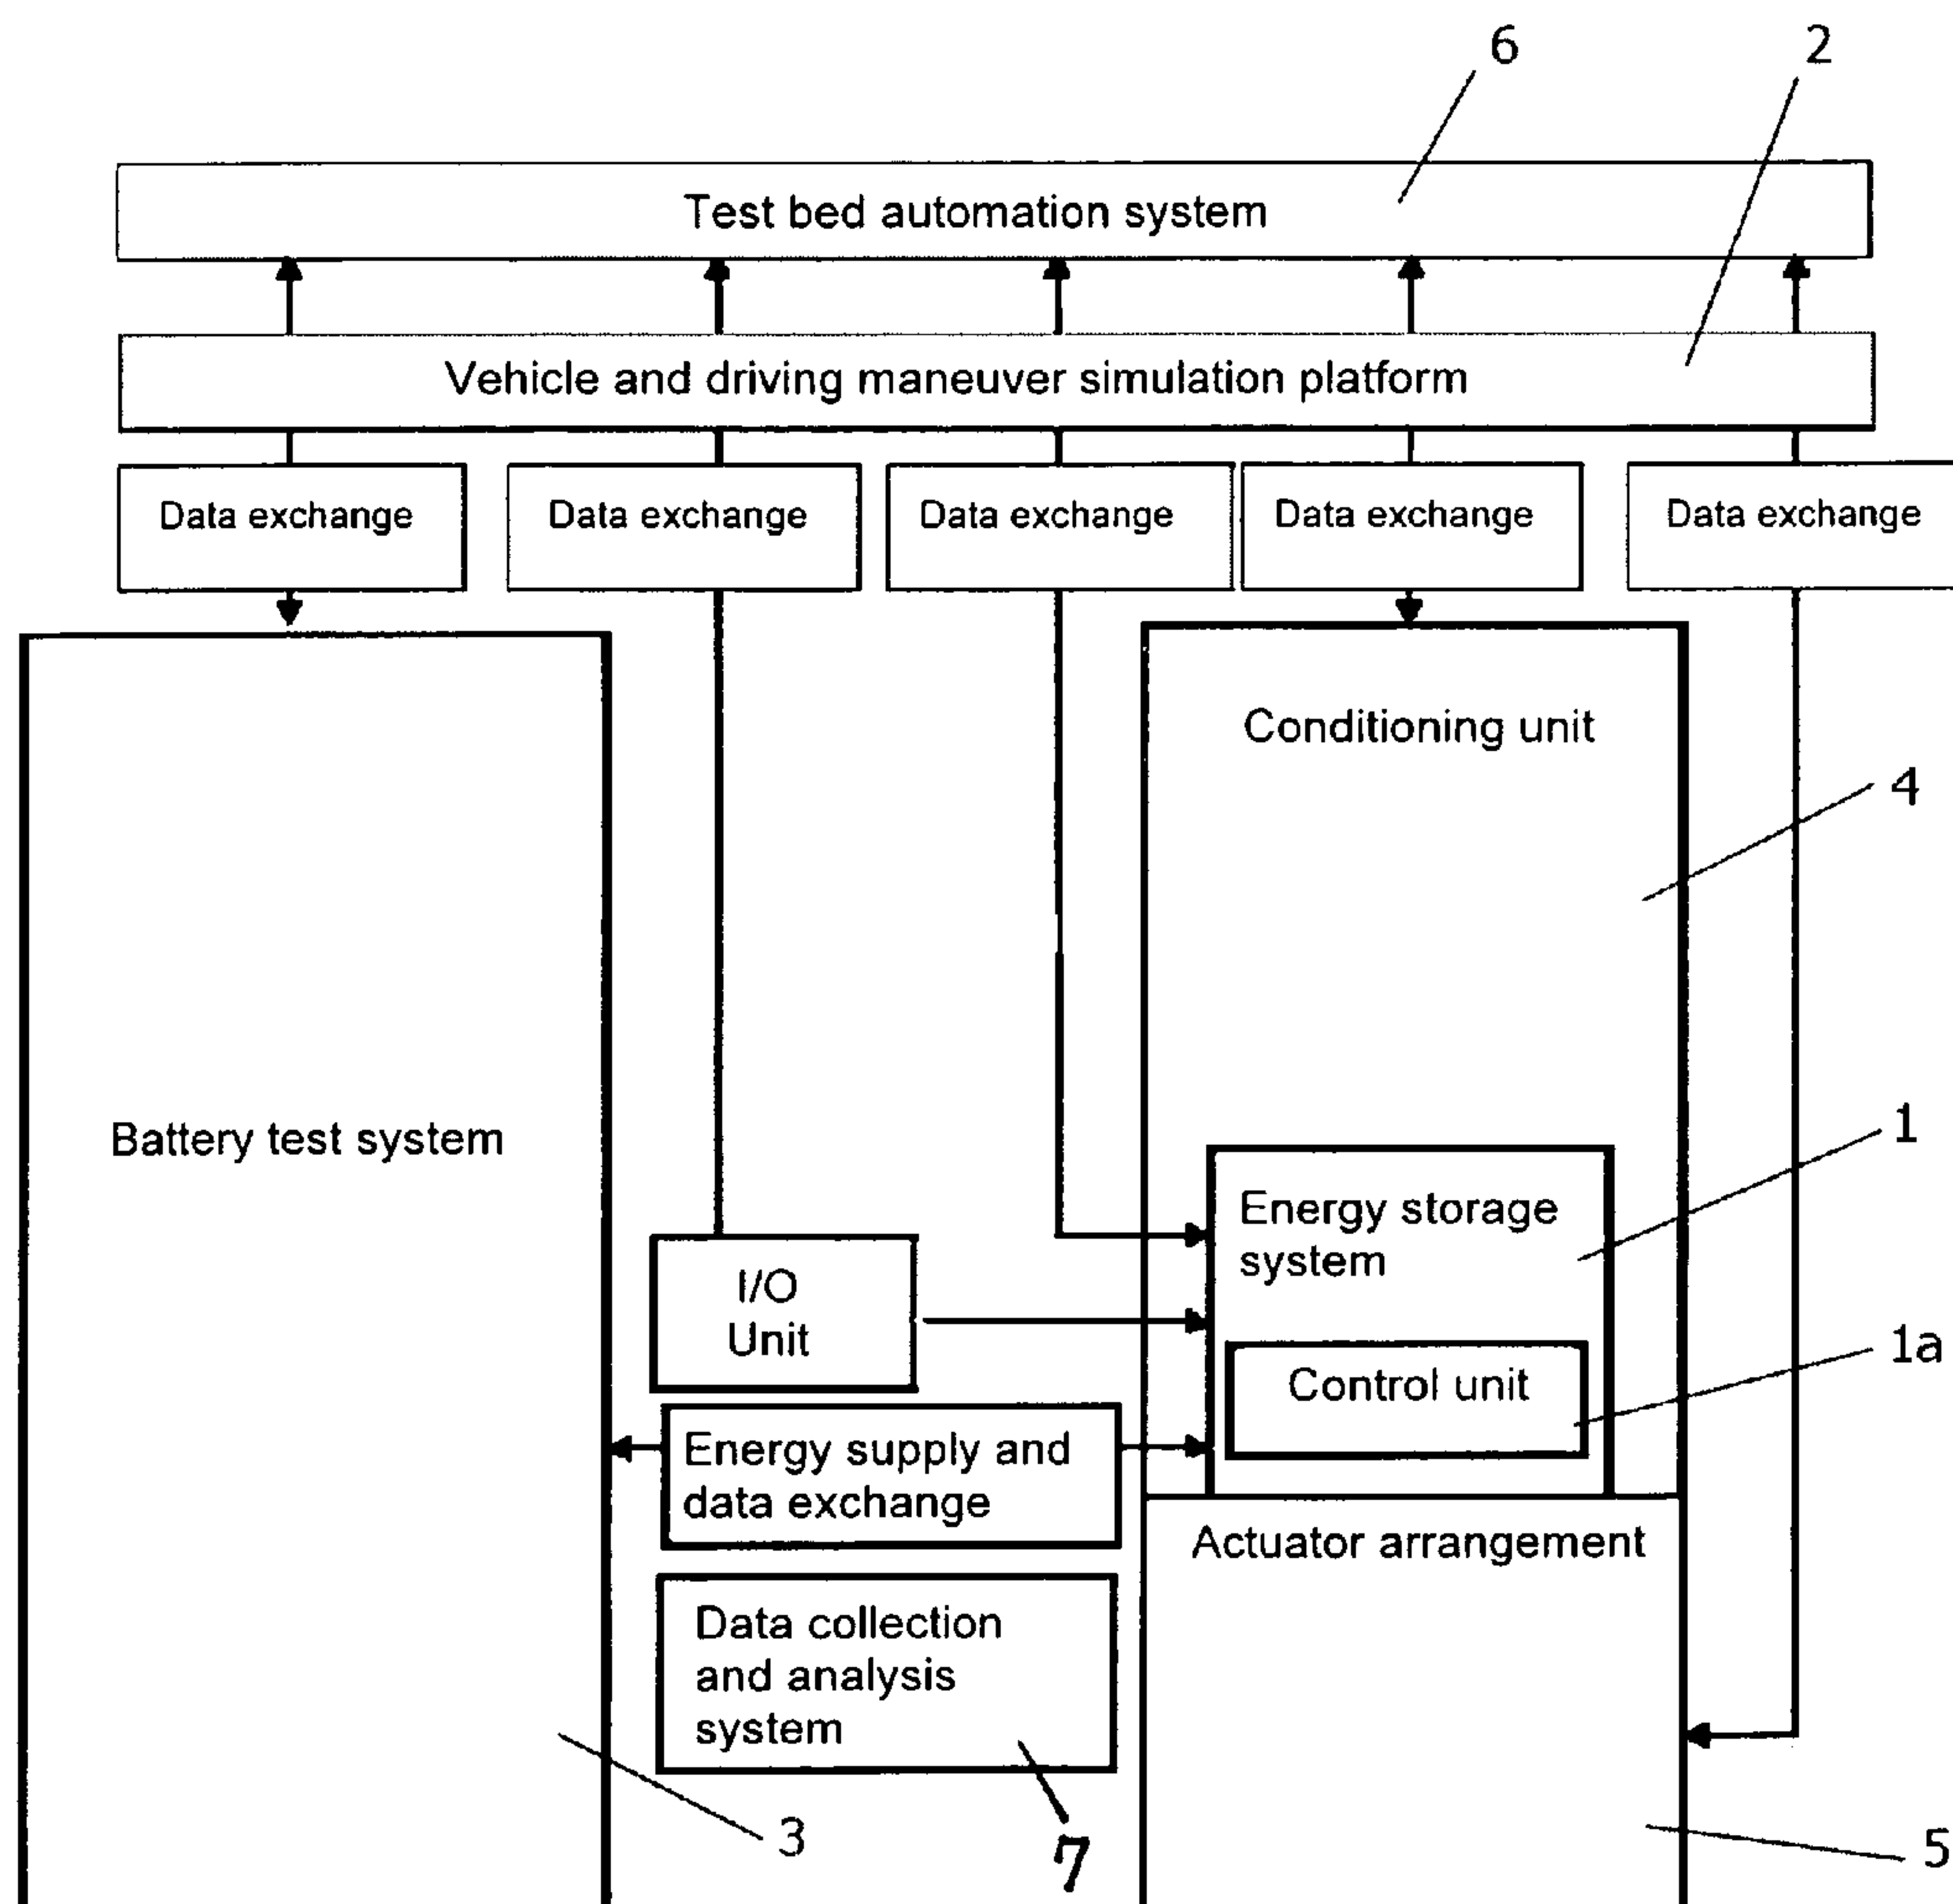 6
2
Test bed automation system
Vehicle and driving maneuver simulation platform
Data exchange
Data exchange
Data exchange
Data exchange
Data exchange
Conditioning unit
4
Battery test system
1
Energy storage
system
I/O
Unit
1a
Control unit
Energy supply and
data exchange
Actuator arrangement
Data collection
and analysis
system
3
7
5